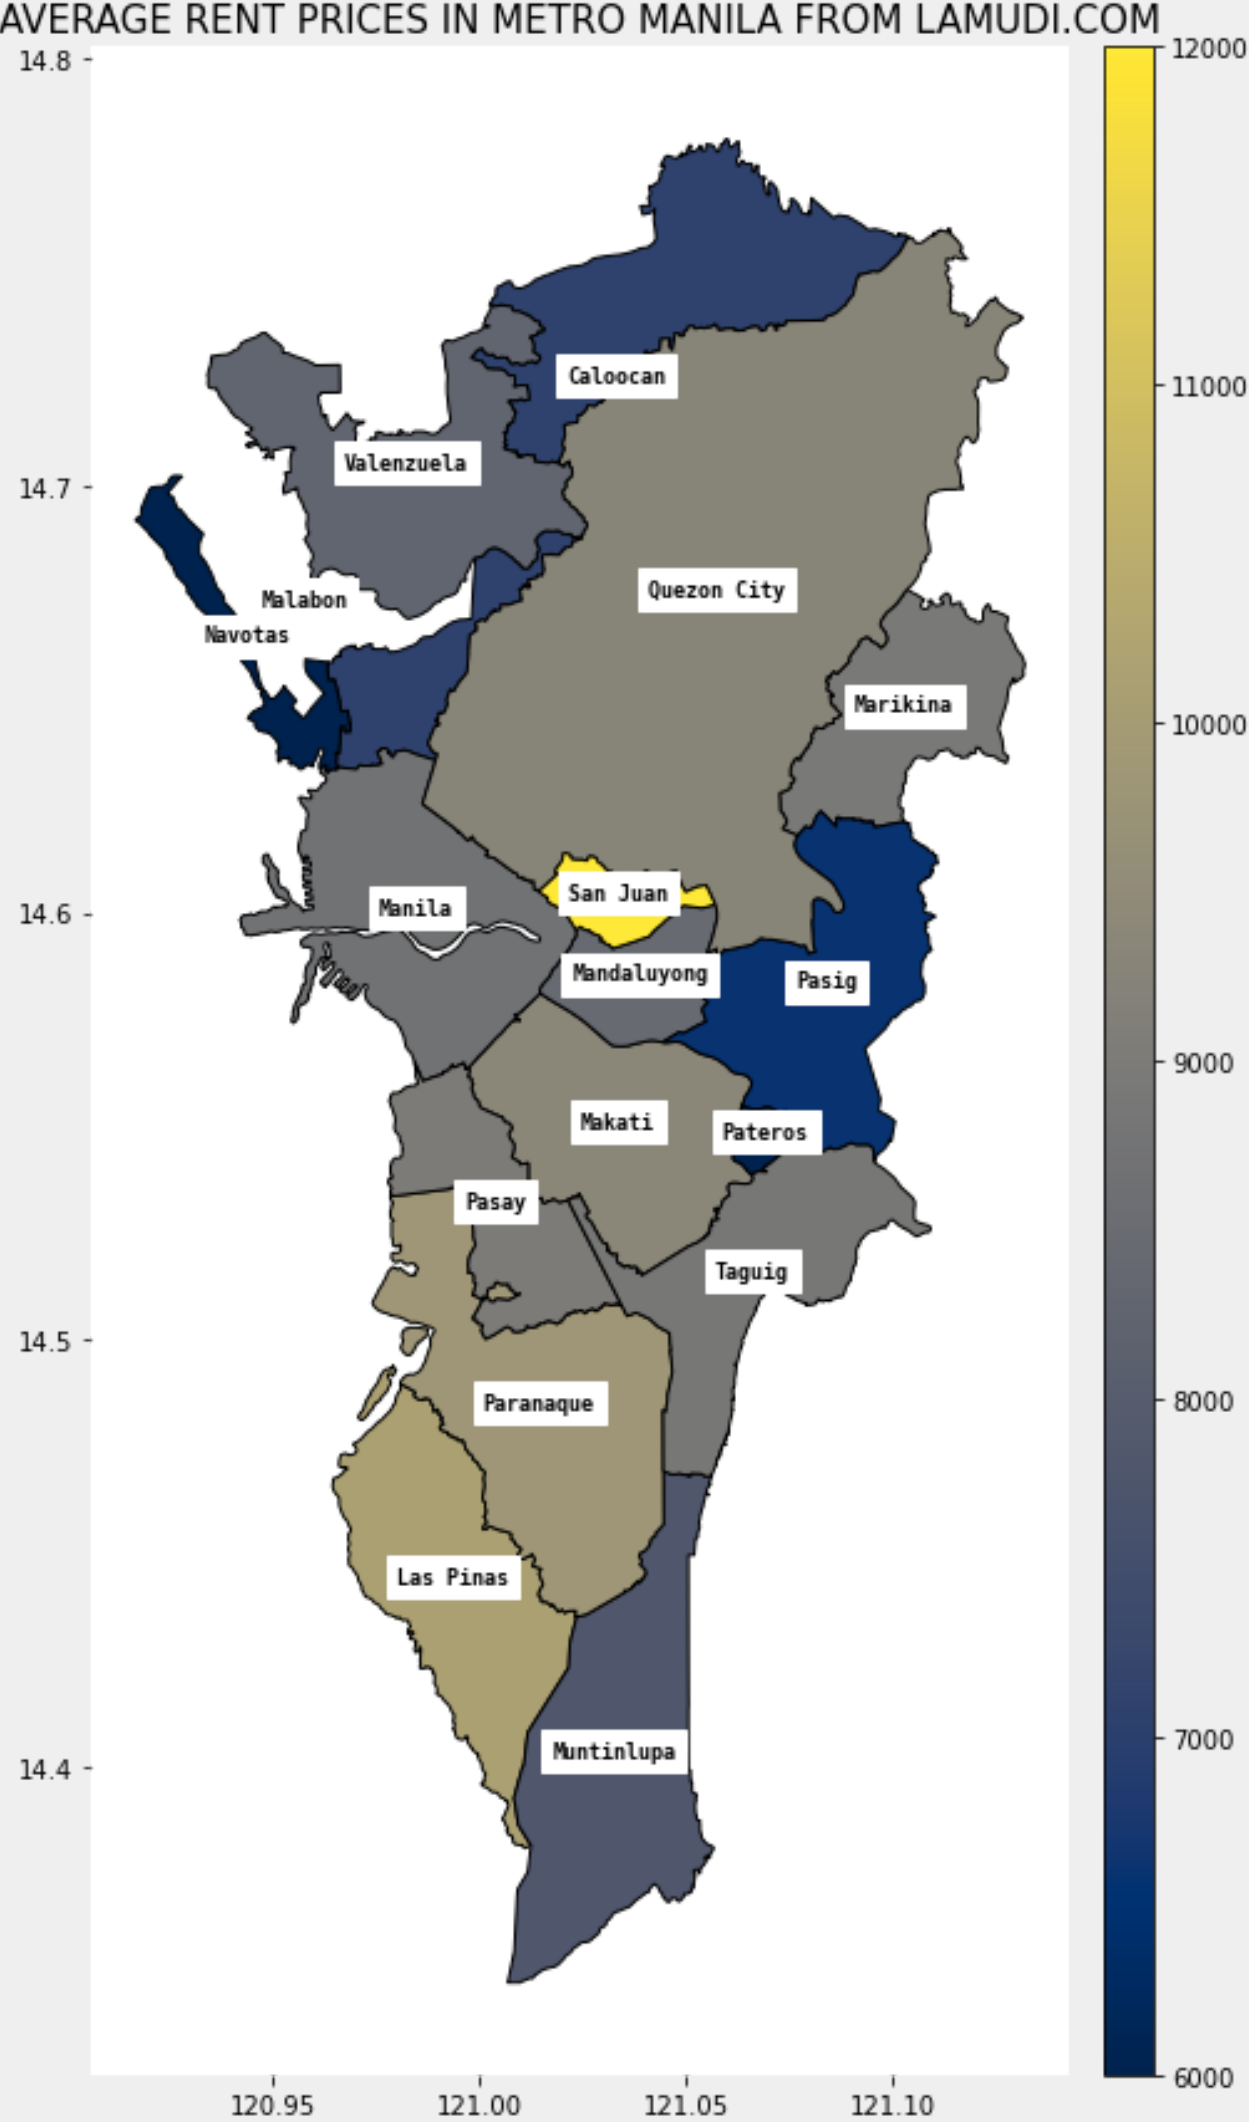 AVERAGE RENT PRICES IN METRO MANILA FROM LAMUDI.COM
14.8
14.7
14.6
14.5
14.4
120.95
121.00
121.05
121.10
12000
11000
10000
9000
8000
7000
6000
Caloocan
Valenzuela
Quezon City
Malabon
Navotas
Marikina
San Juan
Manila
Mandaluyong
Pasig
Makati
Pateros
Pasay
Taguig
Paranaque
Las Pinas
Muntinlupa